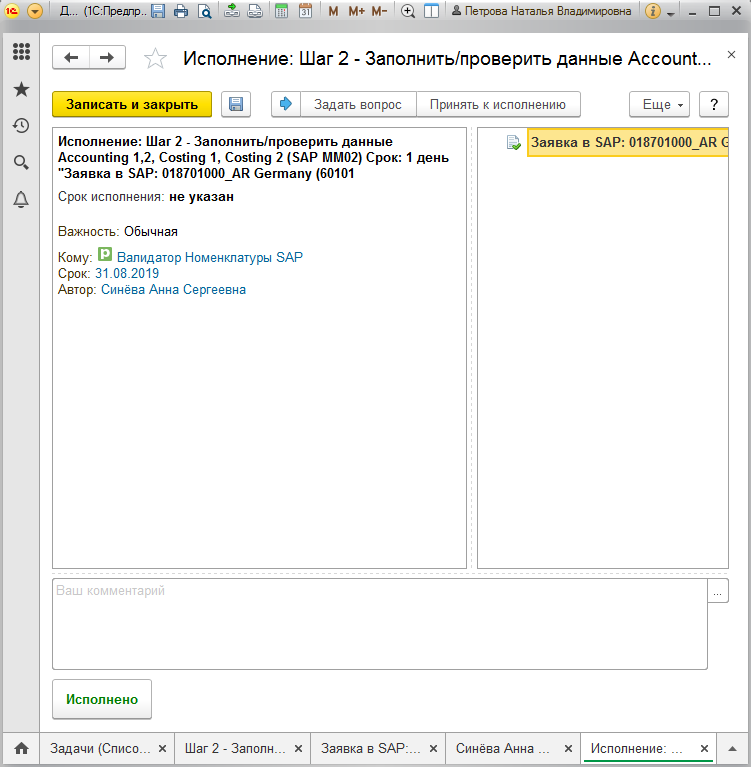 Д... (1С:Предпр... 31 M M+ M- Петрова Наталья Владимировна
Исполнение: Шаг 2 - Заполнить/проверить данные Account...
Записать и закрыть Задать вопрос Принять к исполнению Еще ?
Исполнение: Шаг 2 - Заполнить/проверить данные
Accounting 1,2, Costing 1, Costing 2 (SAP MM02) Срок: 1 день
"Заявка в SAP: 018701000_AR Germany (60101
Срок исполнения: не указан
Важность: Обычная
Кому: Валидатор Номенклатуры SAP
Срок: 31.08.2019
Автор: Синёва Анна Сергеевна
Заявка в SAP: 018701000_AR G
Ваш комментарий
...
Исполнено
Задачи (Списо... Шаг 2 - Заполн... Заявка в SAP:... Синёва Анна ... Исполнение: ...